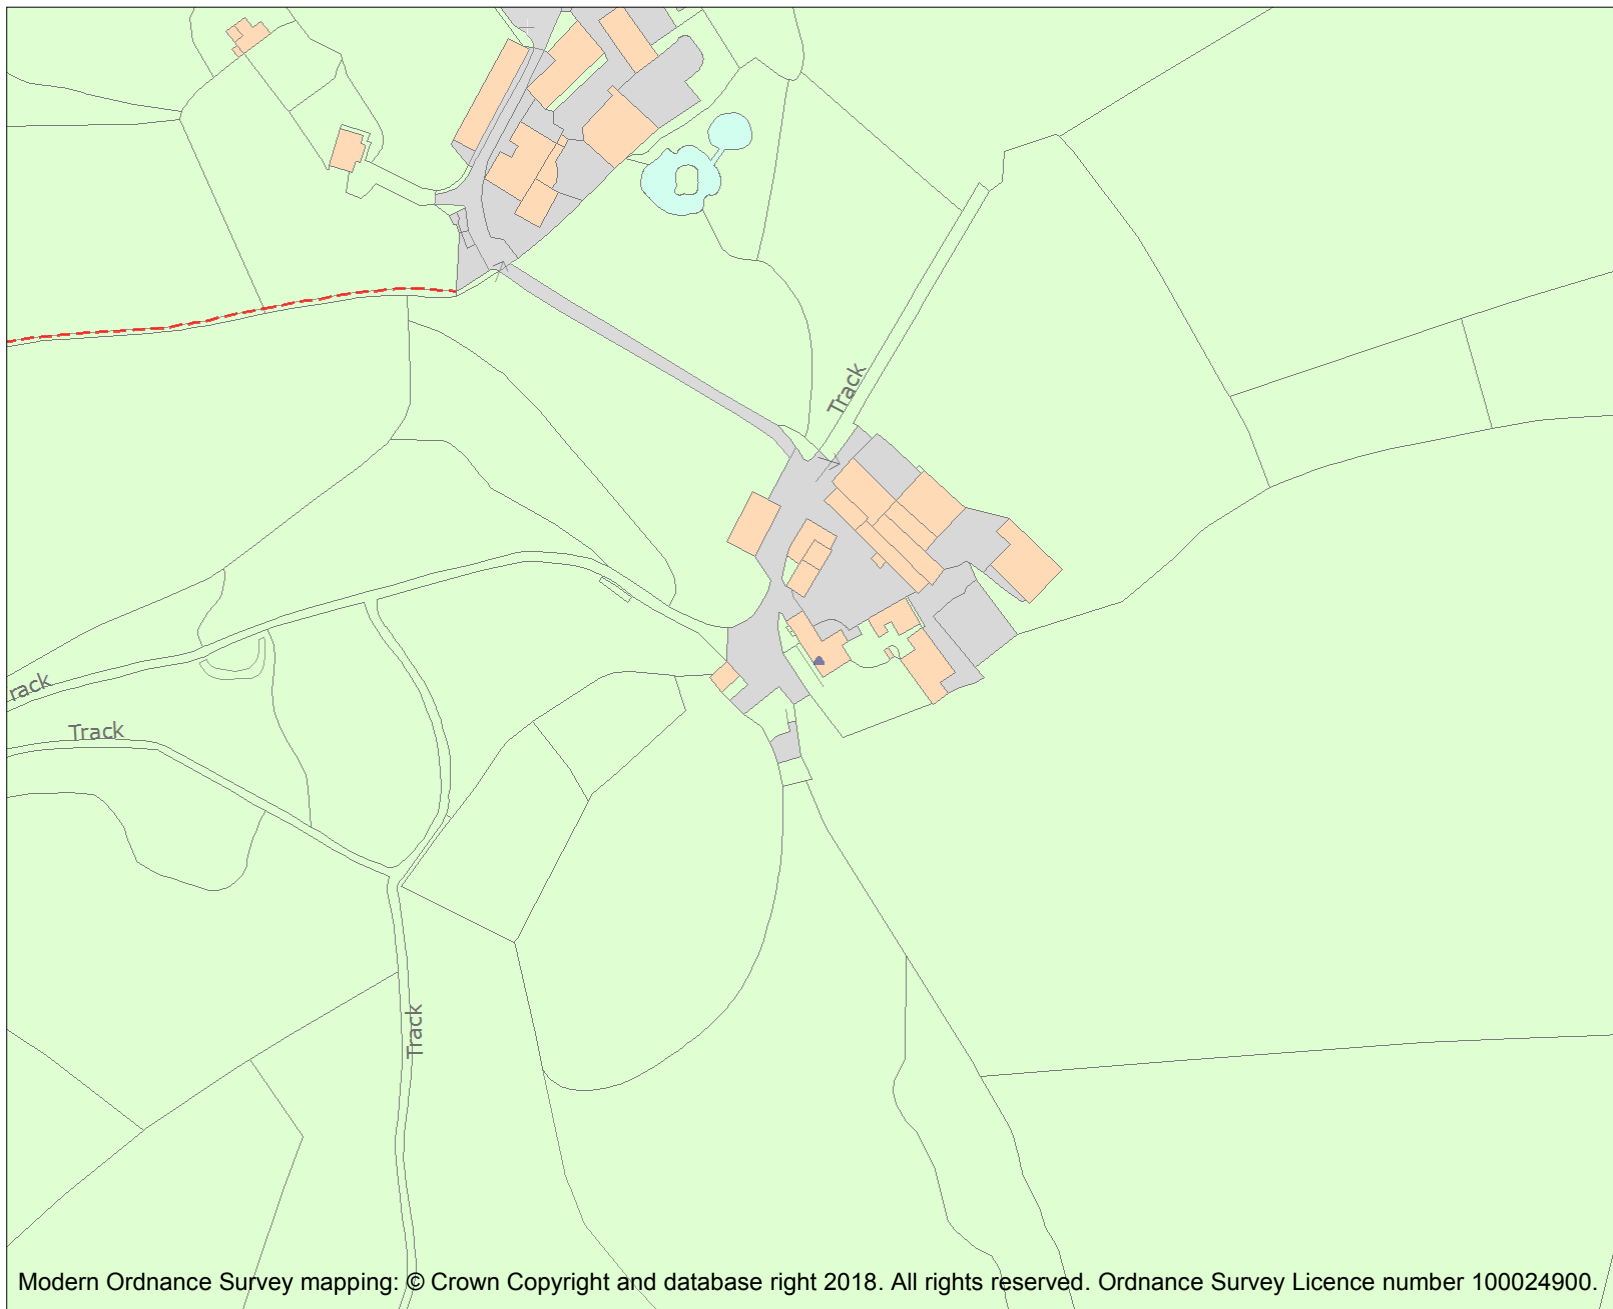 Track
rack
Track
Track
Modern Ordnance Survey mapping: © Crown Copyright and database right 2018. All rights reserved. Ordnance Survey Licence number 100024900.